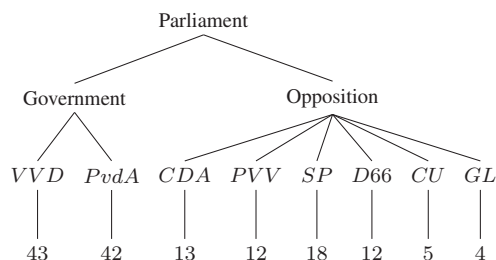 Parliament
Government Opposition
VVD PvdA CDA PVV SP D66 CU GL
43 42 13 12 18 12 5 4